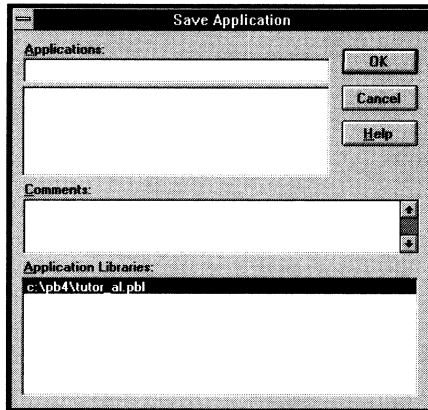 Save Application
Applications:
OK
Cancel
Help
Comments:
Application Libraries:
c:\pb4\tutor_al.pbl